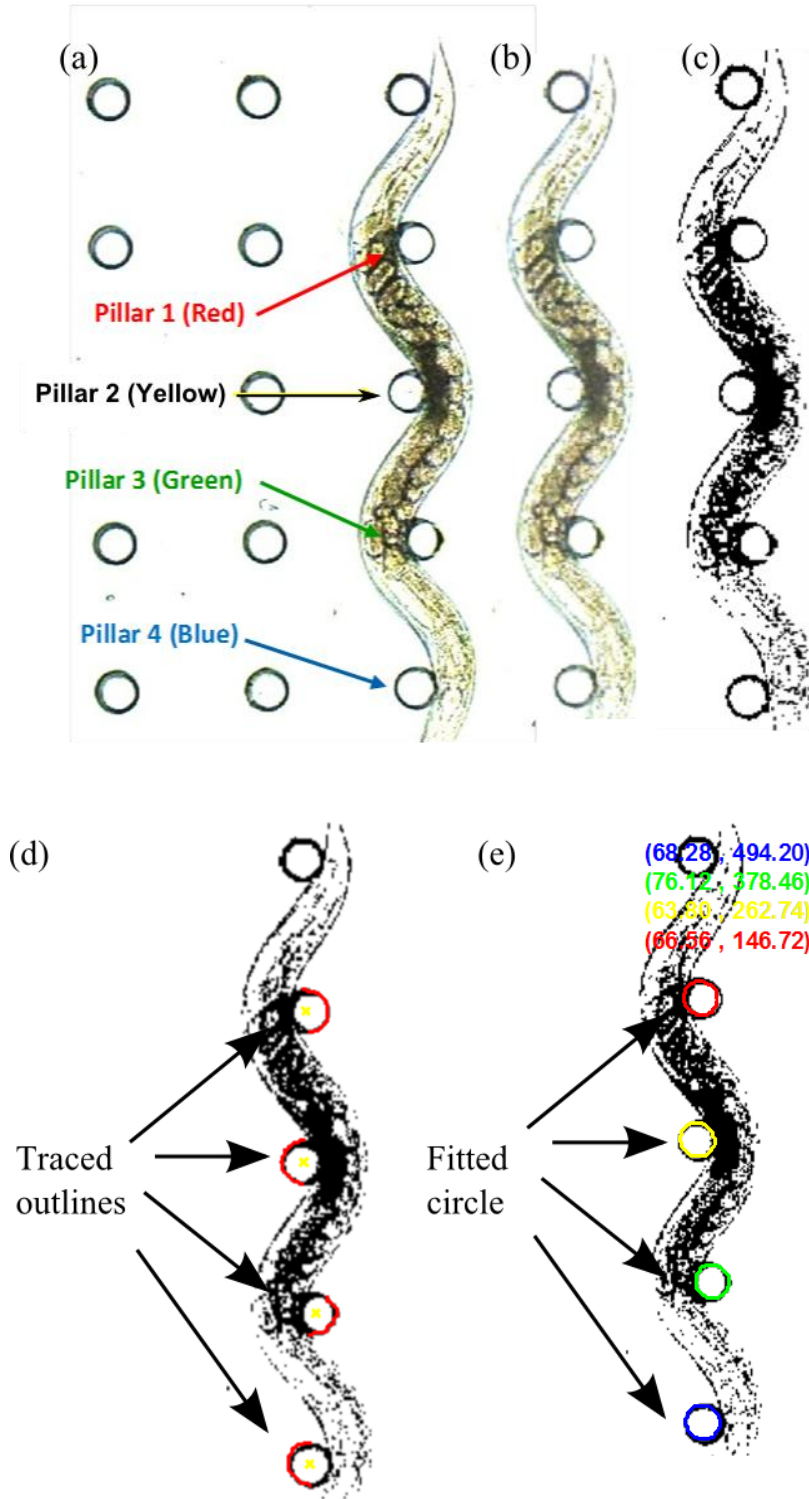 (a)
(b)
(c)
Pillar 1 (Red)
Pillar 2 (Yellow)
Pillar 3 (Green)
Pillar 4 (Blue)
(d)
(e)
(68.28 , 494.20)
(76.12 , 378.46)
(63.80 , 262.74)
(66.56 , 146.72)
Traced
outlines
Fitted
circle